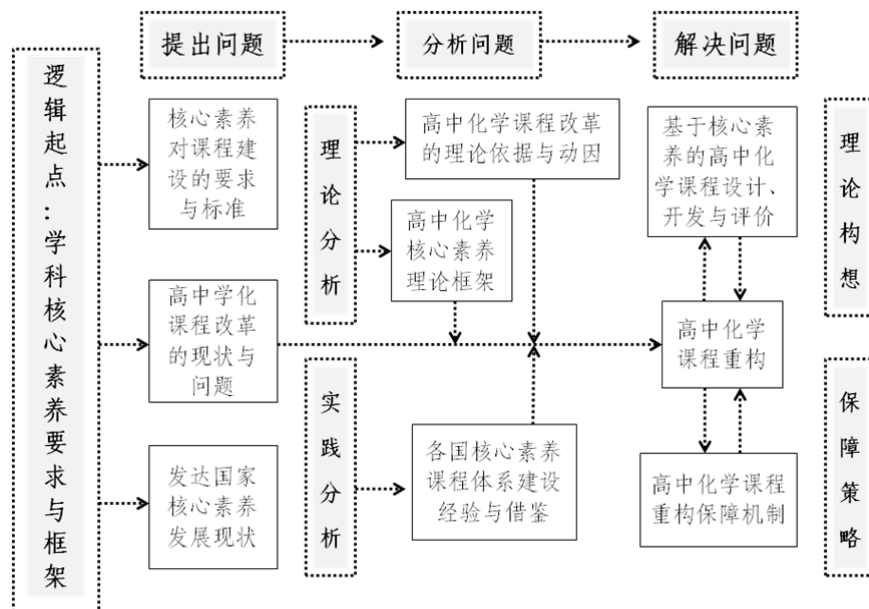 提出问题
分析问题
解决问题
逻辑起点:学科核心素养要求与框架
核心素养
对课程建
设的要求
与标准
高中学化
课程改革
的现状与
问题
发达国家
核心素养
发展现状
理论分析
实践分析
高中化学课程改革
的理论依据与动因
高中化学
核心素养
理论框架
各国核心素养
课程体系建设
经验与借鉴
基于核心素
养的高中化
学课程设计、
开发与评价
高中化学
课程重构
高中化学课程
重构保障机制
理论构想
保障策略